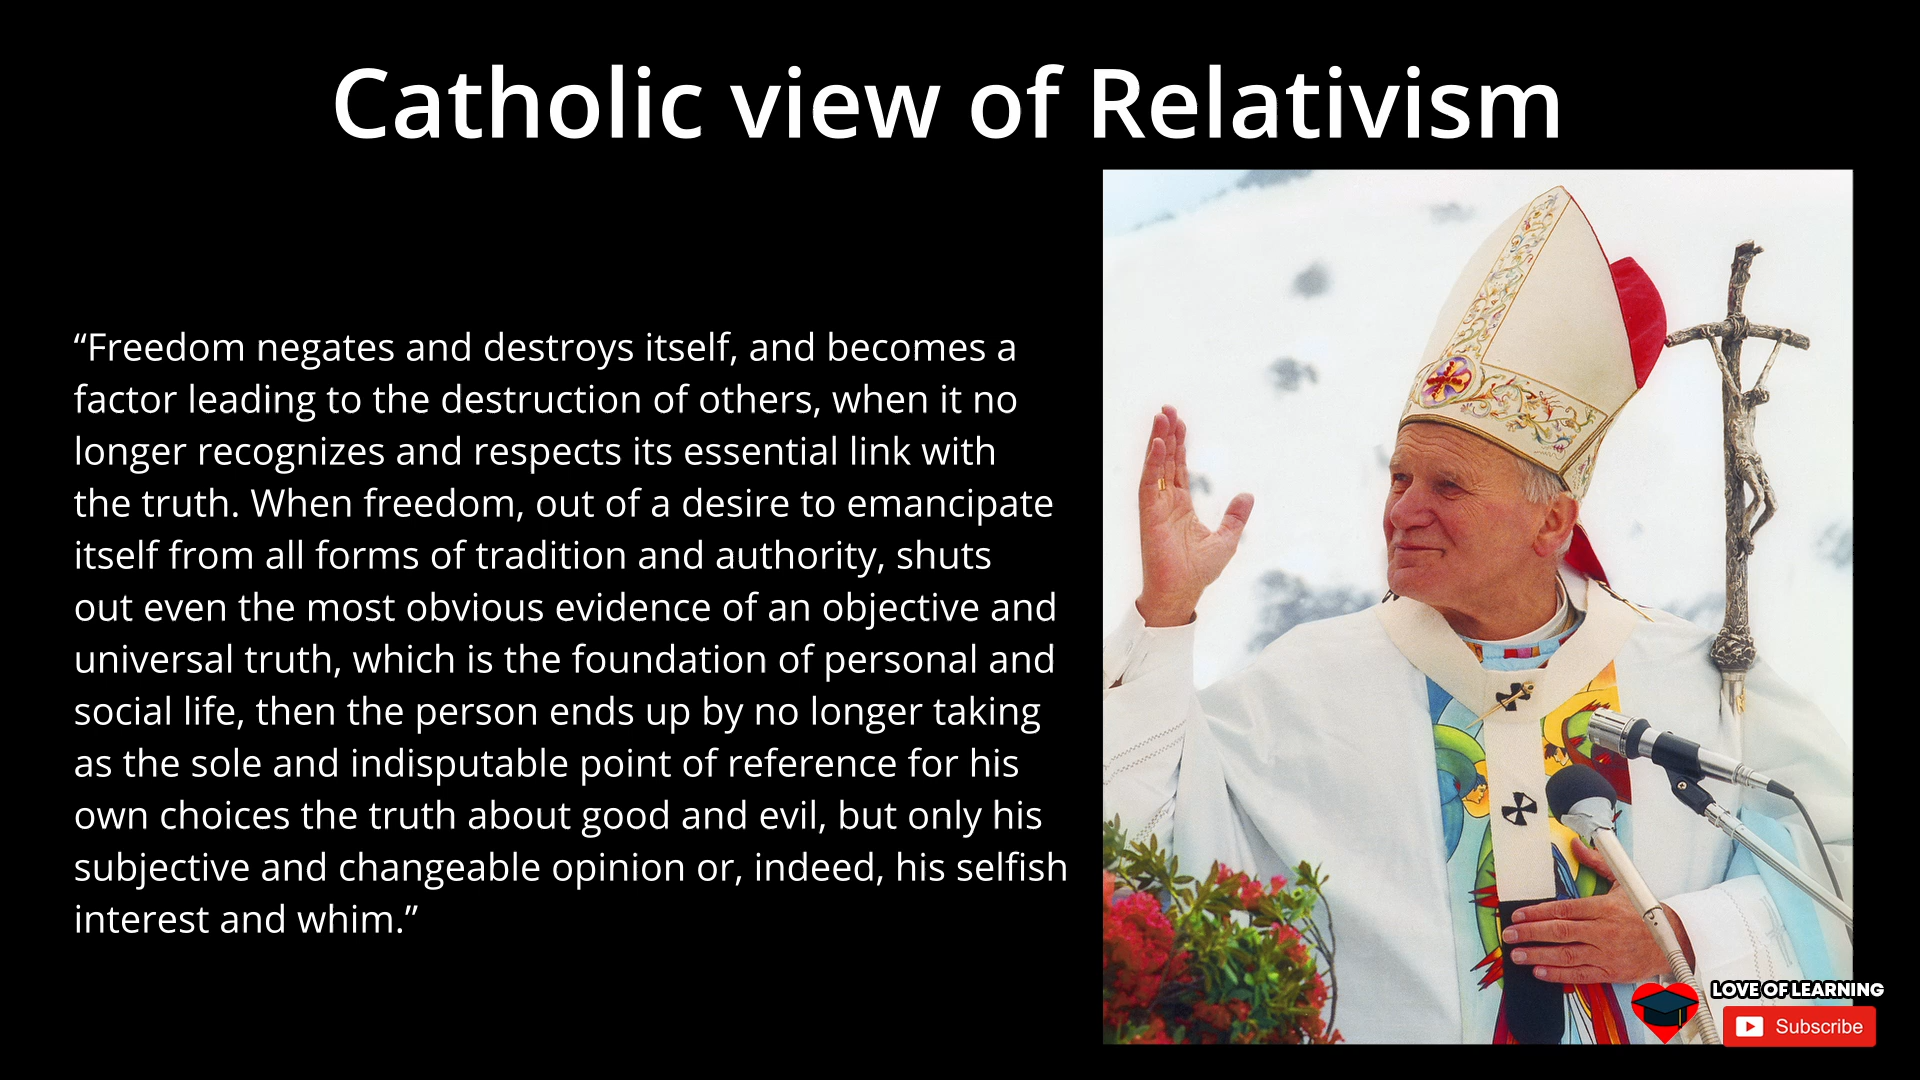 Catholic view of Relativism
“Freedom negates and destroys itself, and becomes a
factor leading to the destruction of others, when it no
longer recognizes and respects its essential link with
the truth. When freedom, out of a desire to emancipate
itself from all forms of tradition and authority, shuts
out even the most obvious evidence of an objective and
universal truth, which is the foundation of personal and
social life, then the person ends up by no longer taking
as the sole and indisputable point of reference for his
own choices the truth about good and evil, but only his
subjective and changeable opinion or, indeed, his selfish
interest and whim.”
LOVE OF LEARNING
Subscribe